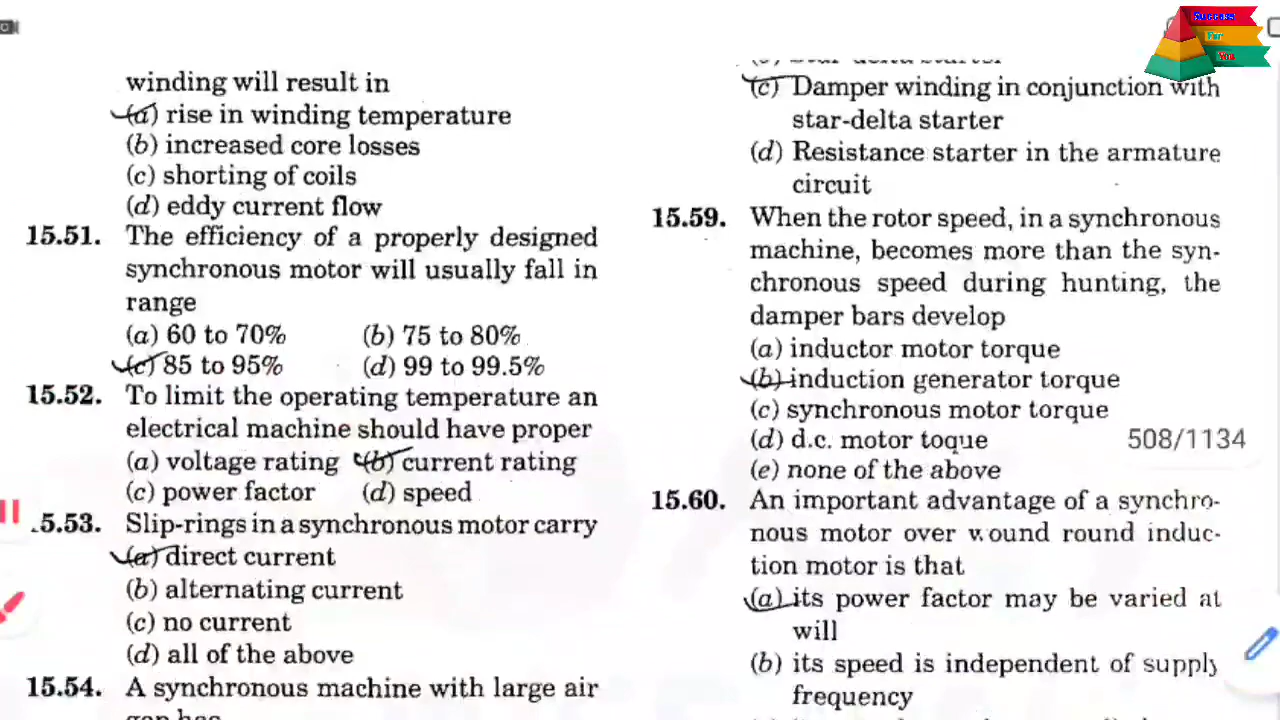 Success
For
You
winding will result in
(a) rise in winding temperature
(b) increased core losses
(c) shorting of coils
(d) eddy current flow
15.51. The efficiency of a properly designed
synchronous motor will usually fall in
range
(a) 60 to 70% (b) 75 to 80%
(c) 85 to 95% (d) 99 to 99.5%
15.52. To limit the operating temperature an
electrical machine should have proper
(a) voltage rating (b) current rating
(c) power factor (d) speed
.5.53. Slip-rings in a synchronous motor carry
(a) direct current
(b) alternating current
(c) no current
(d) all of the above
15.54. A synchronous machine with large air
(c) Damper winding in conjunction with
star-delta starter
(d) Resistance starter in the armature
circuit
15.59. When the rotor speed, in a synchronous
machine, becomes more than the syn-
chronous speed during hunting, the
damper bars develop
(a) inductor motor torque
(b) induction generator torque
(c) synchronous motor torque
(d) d.c. motor toque
(e) none of the above
508/1134
15.60. An important advantage of a synchro-
nous motor over wound round induc-
tion motor is that
(a) its power factor may be varied at
will
(b) its speed is independent of supply
frequency